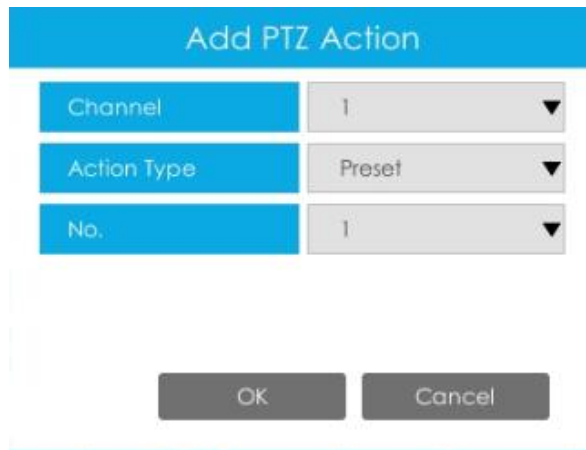 Add PTZ Action
Channel 1
Action Type Preset
No. 1
OK Cancel